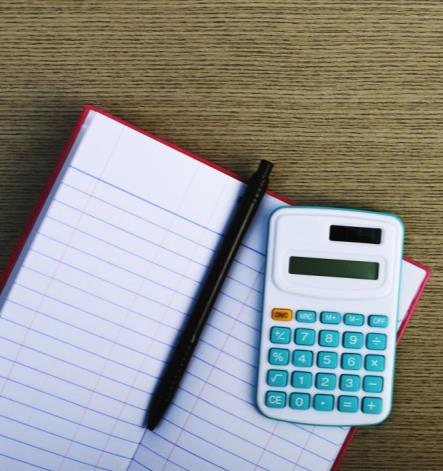 ON/C MRC M+ M− OFF
+/− 7 8 9 ÷
% 4 5 6 ×
√ 1 2 3 −
CE 0 · = +